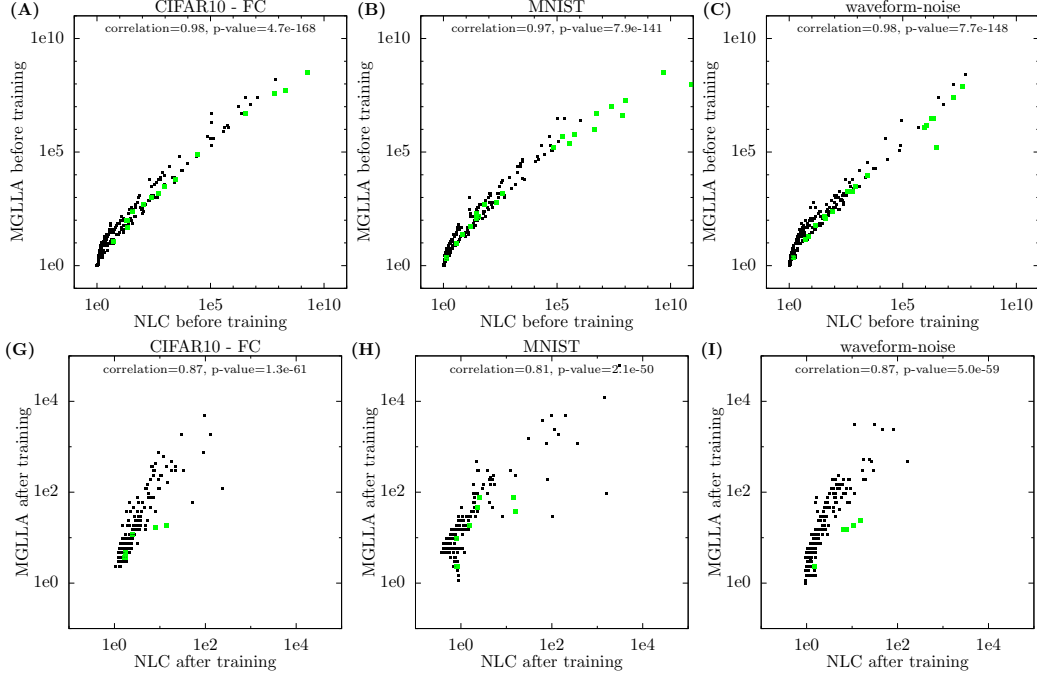 (A) CIFAR10 - FC
correlation=0.98, p-value=4.7e-168
1e10
1e5
1e0
MGLLA before training
1e0 1e5 1e10
NLC before training
(B) MNIST
correlation=0.97, p-value=7.9e-141
1e10
1e5
1e0
MGLLA before training
1e0 1e5 1e10
NLC before training
(C) waveform-noise
correlation=0.98, p-value=7.7e-148
1e10
1e5
1e0
MGLLA before training
1e0 1e5 1e10
NLC before training
(G) CIFAR10 - FC
correlation=0.87, p-value=1.3e-61
1e4
1e2
1e0
MGLLA after training
1e0 1e2 1e4
NLC after training
(H) MNIST
correlation=0.81, p-value=2.1e-50
1e4
1e2
1e0
MGLLA after training
1e0 1e2 1e4
NLC after training
(I) waveform-noise
correlation=0.87, p-value=5.0e-59
1e4
1e2
1e0
MGLLA after training
1e0 1e2 1e4
NLC after training